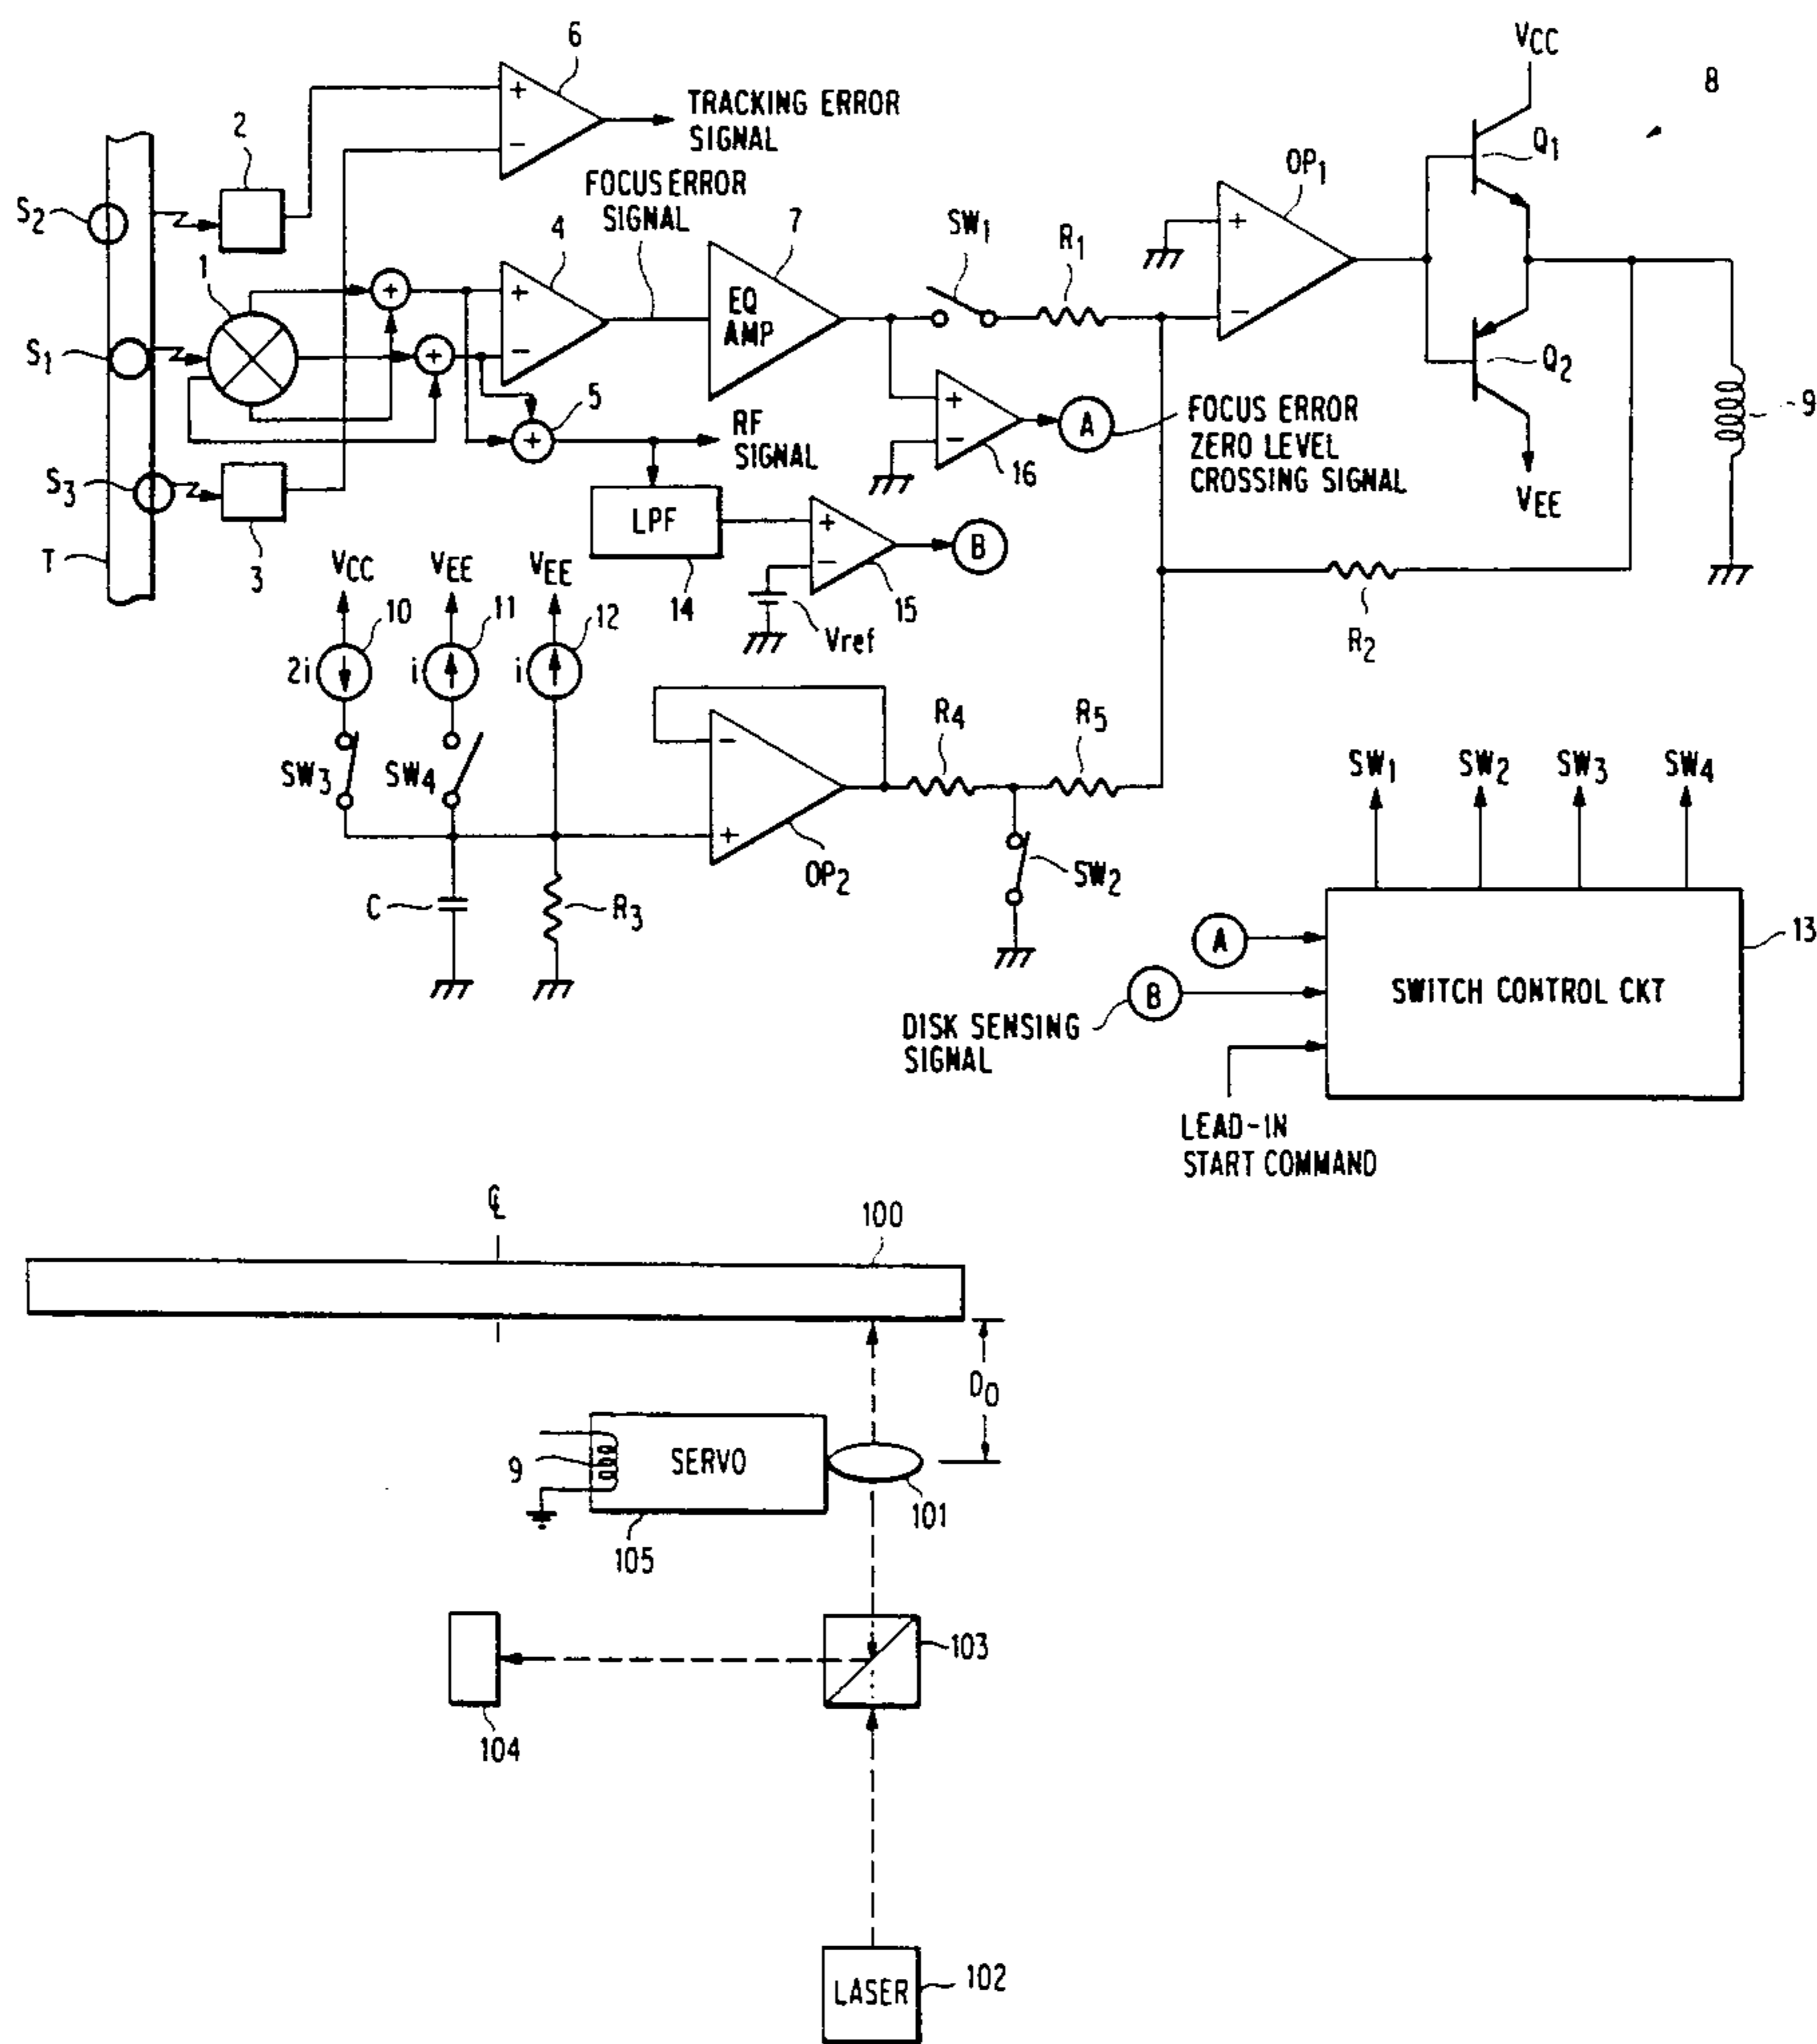 6
VCC
8
TRACKING ERROR
SIGNAL
2
Q1
OP1
FOCUS ERROR
SIGNAL
S2
4
7
SW1
R1
1
EQ
AMP
S1
Q2
5
9
RF
SIGNAL
A
FOCUS ERROR
ZERO LEVEL
CROSSING SIGNAL
16
S3
VEE
LPF
B
T
3
VCC
VEE
VEE
14
15
10
11
12
Vref
R2
2i
i
i
R4
R5
SW3
SW4
SW1
SW2
SW3
SW4
OP2
SW2
C
R3
A
13
B
SWITCH CONTROL CKT
DISK SENSING
SIGNAL
LEAD-IN
START COMMAND
℄
100
D0
9
SERVO
101
105
103
104
LASER
102